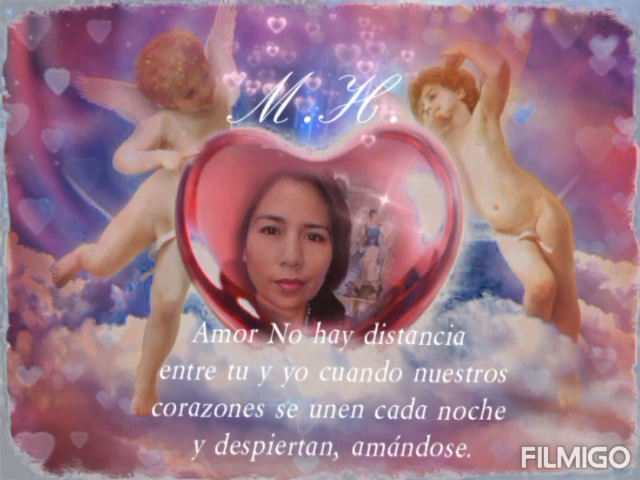 M. H.
Amor No hay distancia
entre tu y yo cuando nuestros
corazones se unen cada noche
y despiertan, amándose.
FILMIGO